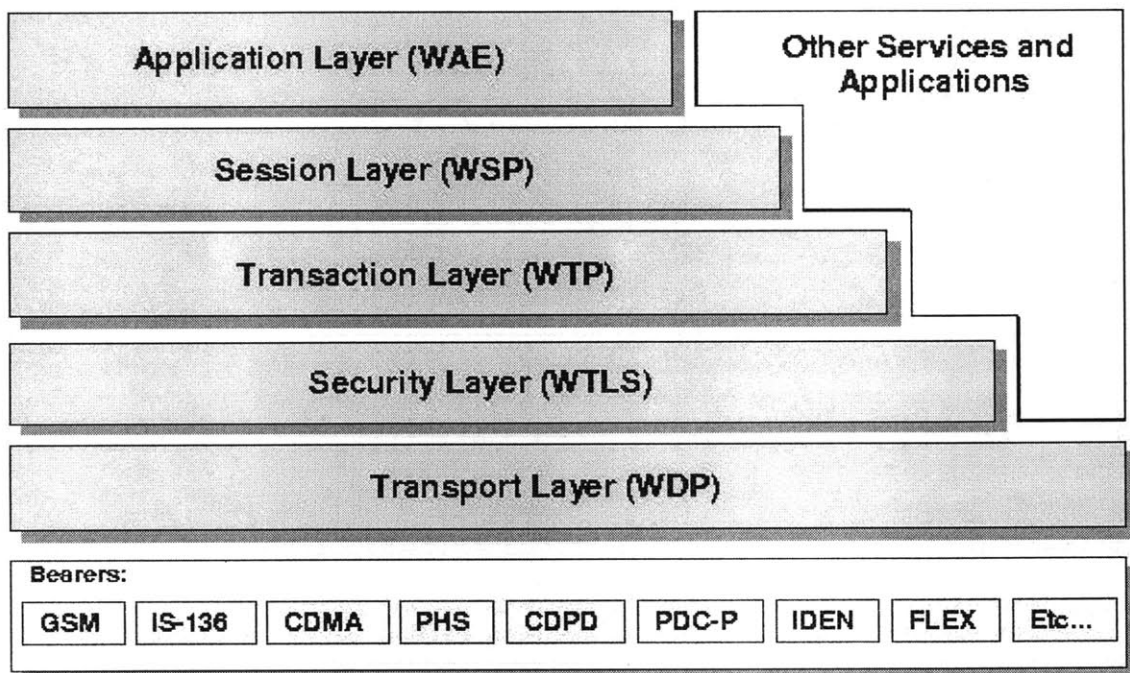 Application Layer (WAE)
Other Services and
Applications
Session Layer (WSP)
Transaction Layer (WTP)
Security Layer (WTLS)
Transport Layer (WDP)
Bearers:
GSM IS-136 CDMA PHS CDPD PDC-P IDEN FLEX Etc...